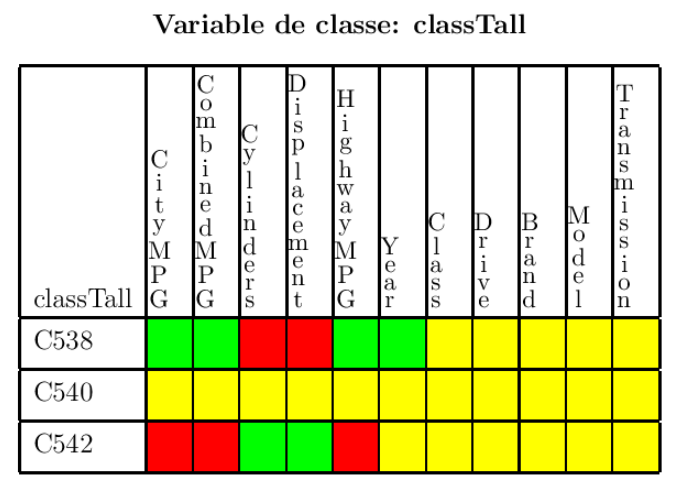 Variable de classe: classTall
classTall CityMPG CombinedMPG Cylinders Displacement HighwayMPG Year Class Drive Brand Model Transmission
C538
C540
C542